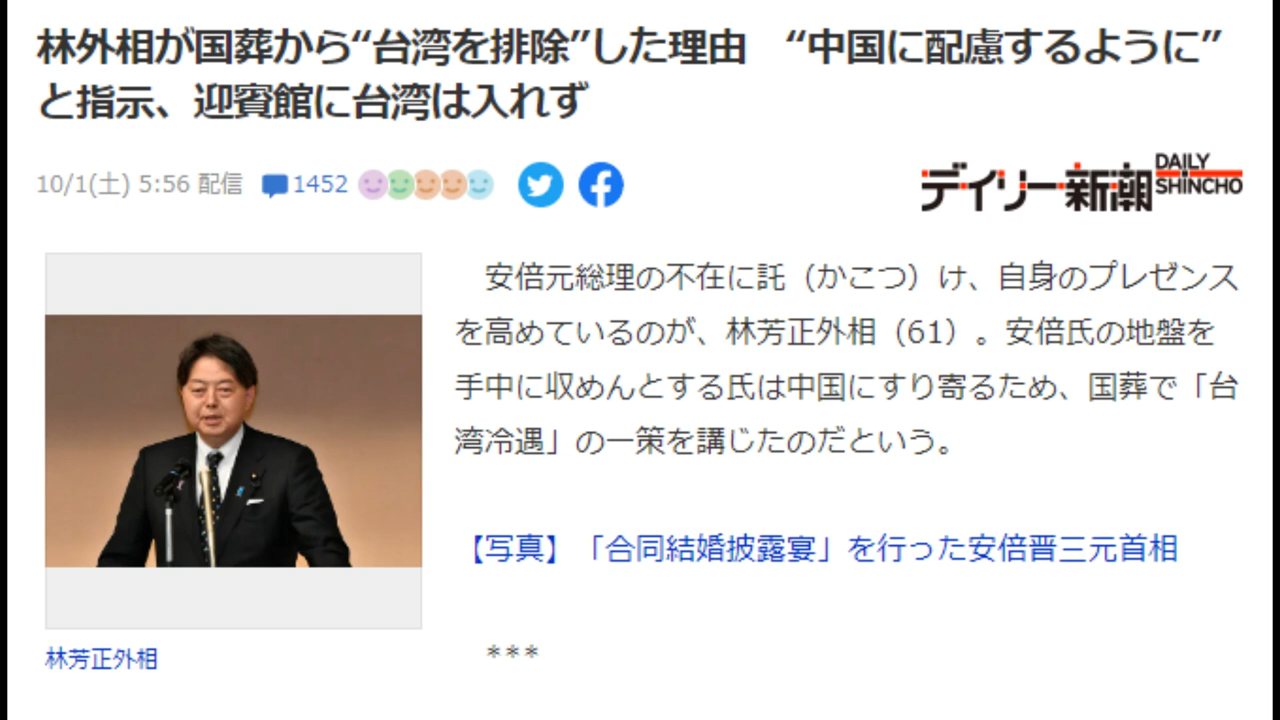 林外相が国葬から“台湾を排除”した理由　“中国に配慮するように”
と指示、迎賓館に台湾は入れず
10/1(土) 5:56 配信 1452
デイリー新潮 DAILY SHINCHO
安倍元総理の不在に託（かこつ）け、自身のプレゼンス
を高めているのが、林芳正外相（61）。安倍氏の地盤を
手中に収めんとする氏は中国にすり寄るため、国葬で「台
湾冷遇」の一策を講じたのだという。
【写真】「合同結婚披露宴」を行った安倍晋三元首相
林芳正外相
***